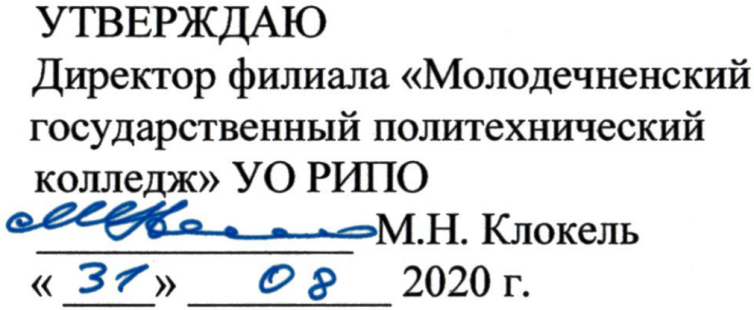 УТВЕРЖДАЮ
Директор филиала «Молодечненский
государственный политехнический
колледж» УО РИПО
М.Н. Клокель
« 31 » 08 2020 г.